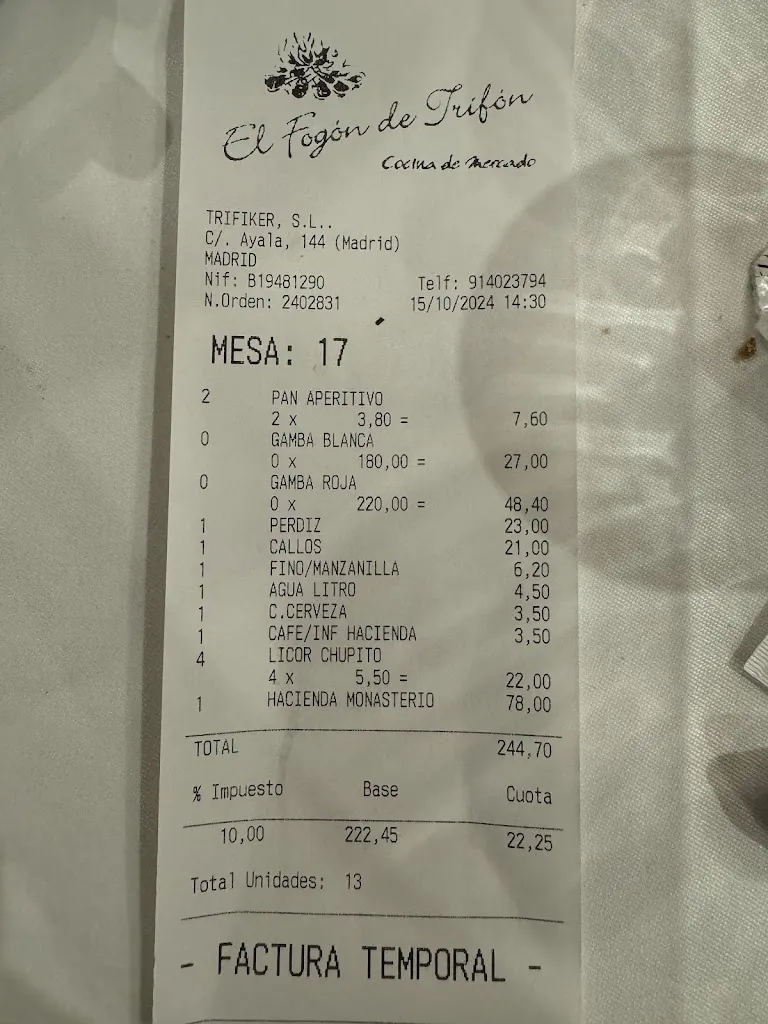 El Fogón de Trifón
Cocina de Mercado
TRIFIKER, S.L..
C/. Ayala, 144 (Madrid)
MADRID
Nif: B19481290 Telf: 914023794
N.Orden: 2402831 15/10/2024 14:30
MESA: 17
2 PAN APERITIVO
2 x 3,80 = 7,60
0 GAMBA BLANCA
0 x 180,00 = 27,00
0 GAMBA ROJA
0 x 220,00 = 48,40
1 PERDIZ 23,00
1 CALLOS 21,00
1 FINO/MANZANILLA 6,20
1 AGUA LITRO 4,50
1 C.CERVEZA 3,50
1 CAFE/INF HACIENDA 3,50
4 LICOR CHUPITO
4 x 5,50 = 22,00
1 HACIENDA MONASTERIO 78,00
TOTAL 244,70
% Impuesto Base Cuota
10,00 222,45 22,25
Total Unidades: 13
- FACTURA TEMPORAL -